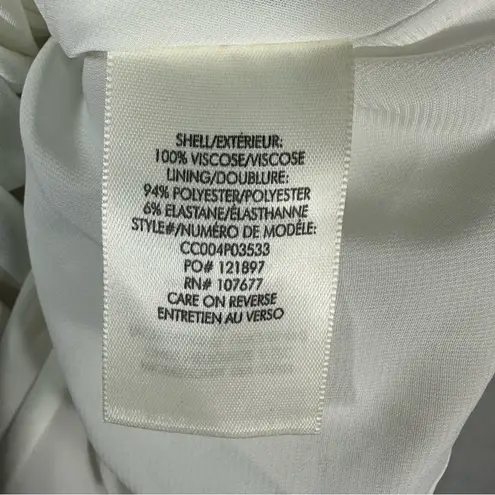 SHELL/EXTÉRIEUR:
100% VISCOSE/VISCOSE
LINING/DOUBLURE:
94% POLYESTER/POLYESTER
6% ELASTANE/ÉLASTHANNE
STYLE#/NUMÉRO DE MODÈLE:
CC004P03533
PO# 121897
RN# 107677
CARE ON REVERSE
ENTRETIEN AU VERSO